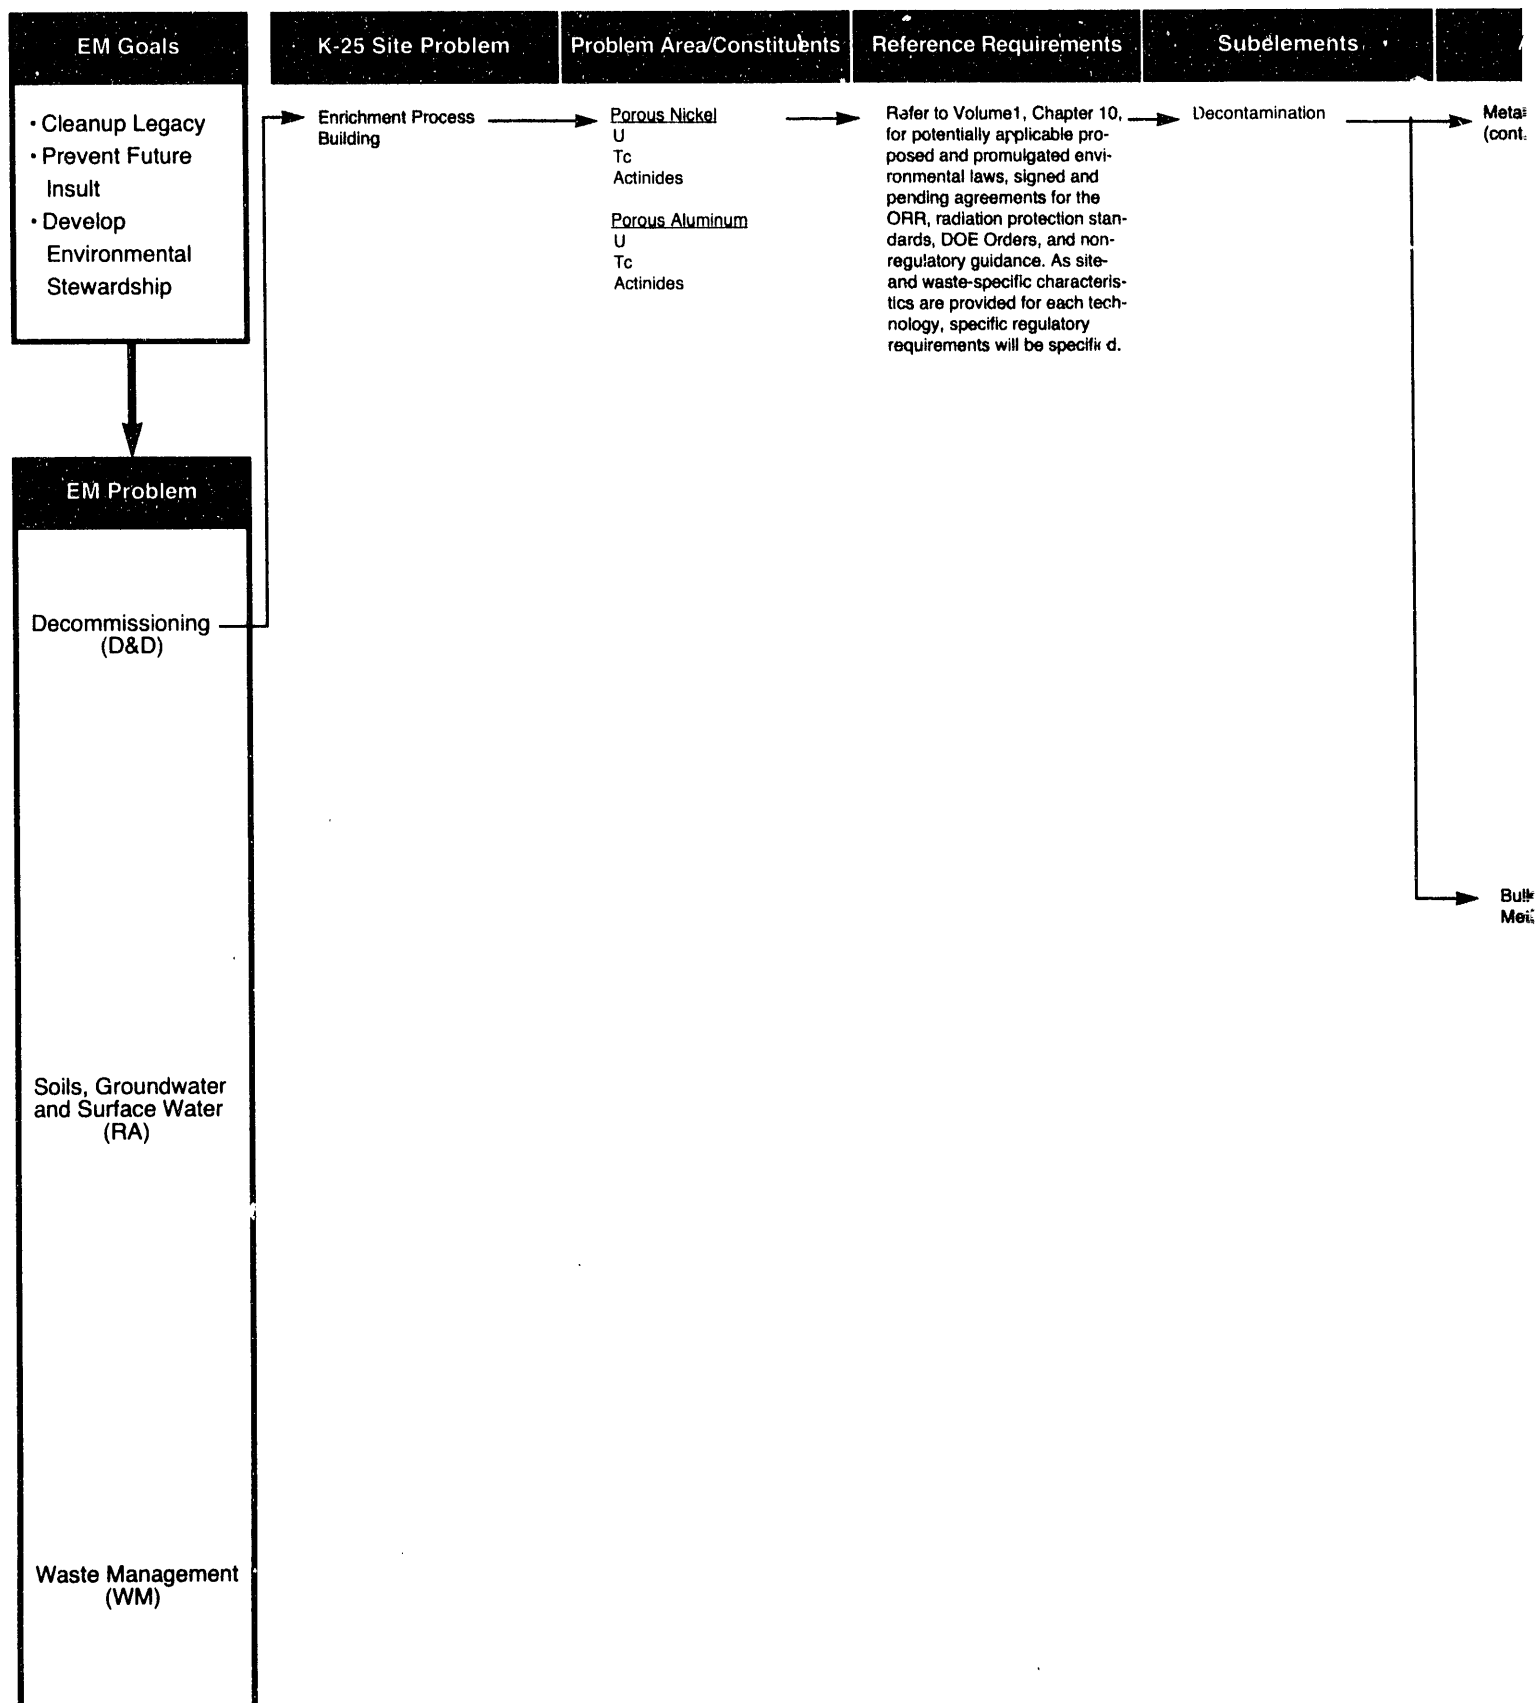 EM Goals
K-25 Site Problem
Problem Area/Constituents
Reference Requirements
Subelements
• Cleanup Legacy
• Prevent Future
Insult
• Develop
Environmental
Stewardship
Enrichment Process
Building
Porous Nickel
U
Tc
Actinides
Porous Aluminum
U
Tc
Actinides
Refer to Volume1, Chapter 10,
for potentially applicable pro-
posed and promulgated envi-
ronmental laws, signed and
pending agreements for the
ORR, radiation protection stan-
dards, DOE Orders, and non-
regulatory guidance. As site-
and waste-specific characteris-
tics are provided for each tech-
nology, specific regulatory
requirements will be specified.
Decontamination
EM Problem
Decommissioning
(D&D)
Soils, Groundwater
and Surface Water
(RA)
Waste Management
(WM)